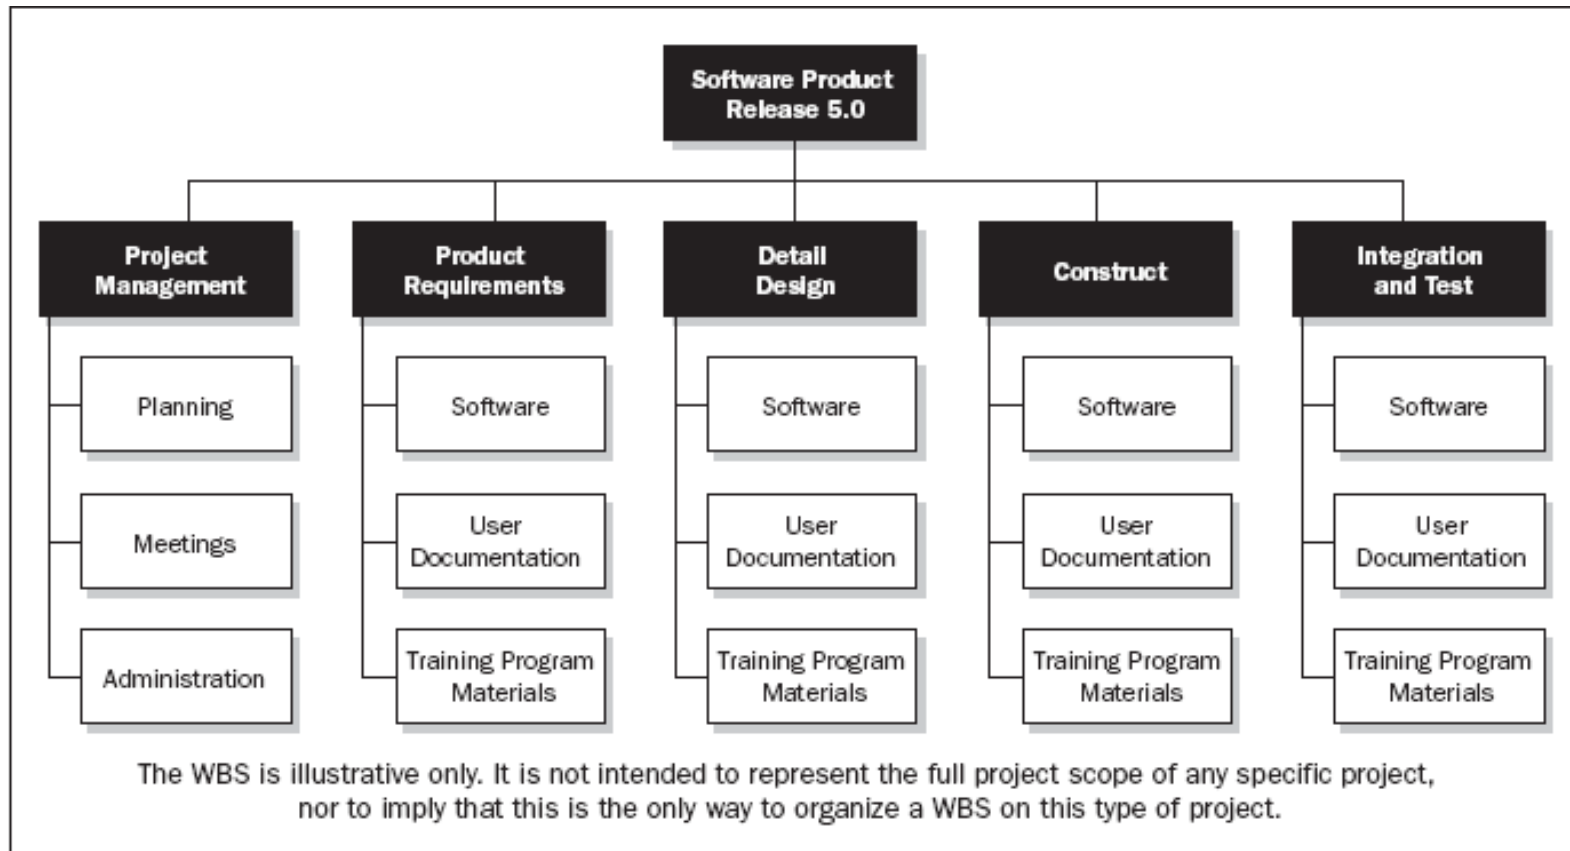 Software Product
Release 5.0
Project
Management
Product
Requirements
Detail
Design
Construct
Integration
and Test
Planning
Software
Software
Software
Software
Meetings
User
Documentation
User
Documentation
User
Documentation
User
Documentation
Administration
Training Program
Materials
Training Program
Materials
Training Program
Materials
Training Program
Materials
The WBS is illustrative only. It is not intended to represent the full project scope of any specific project,
nor to imply that this is the only way to organize a WBS on this type of project.